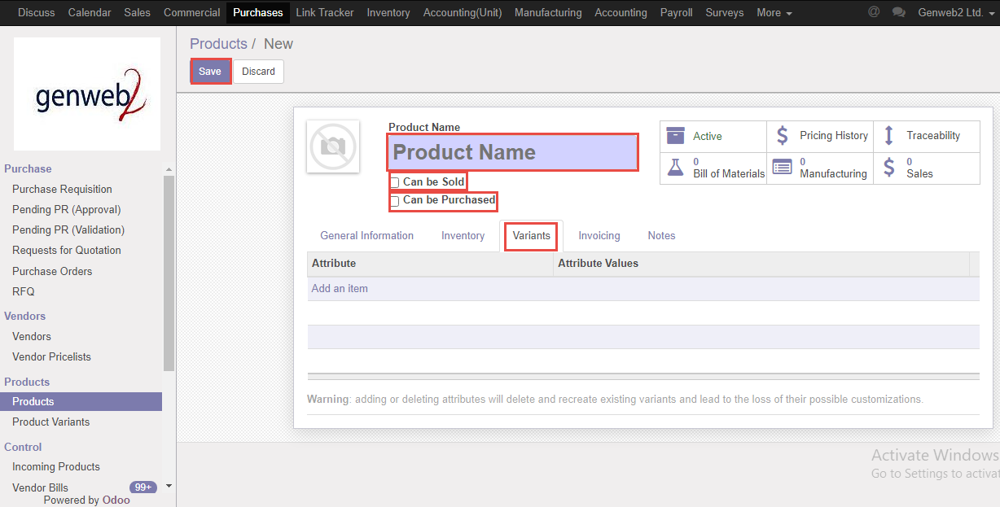 Discuss Calendar Sales Commercial Purchases Link Tracker Inventory Accounting(Unit) Manufacturing Accounting Payroll Surveys More @ Genweb2 Ltd.
genweb2
Purchase
Purchase Requisition
Pending PR (Approval)
Pending PR (Validation)
Requests for Quotation
Purchase Orders
RFQ
Vendors
Vendors
Vendor Pricelists
Products
Products
Product Variants
Control
Incoming Products
Vendor Bills 99+
Powered by Odoo
Products / New
Save Discard
Product Name
Product Name
Can be Sold
Can be Purchased
Active $ Pricing History Traceability
0 Bill of Materials 0 Manufacturing $ 0 Sales
General Information Inventory Variants Invoicing Notes
Attribute Attribute Values
Add an item
Warning: adding or deleting attributes will delete and recreate existing variants and lead to the loss of their possible customizations.
Activate Windows
Go to Settings to activat